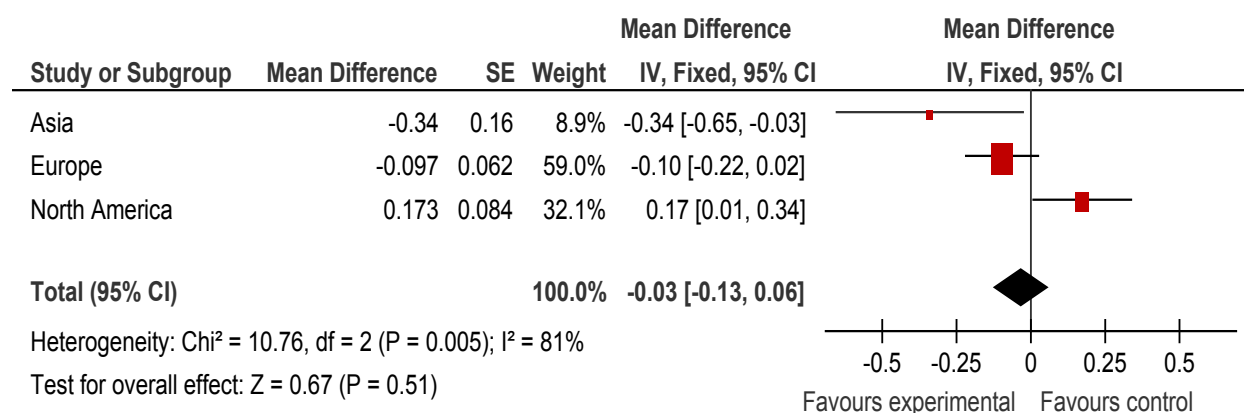 Mean Difference Mean Difference
Study or Subgroup Mean Difference SE Weight IV, Fixed, 95% CI IV, Fixed, 95% CI
Asia -0.34 0.16 8.9% -0.34 [-0.65, -0.03]
Europe -0.097 0.062 59.0% -0.10 [-0.22, 0.02]
North America 0.173 0.084 32.1% 0.17 [0.01, 0.34]
Total (95% CI) 100.0% -0.03 [-0.13, 0.06]
Heterogeneity: Chi² = 10.76, df = 2 (P = 0.005); I² = 81%
Test for overall effect: Z = 0.67 (P = 0.51)
-0.5 -0.25 0 0.25 0.5
Favours experimental Favours control